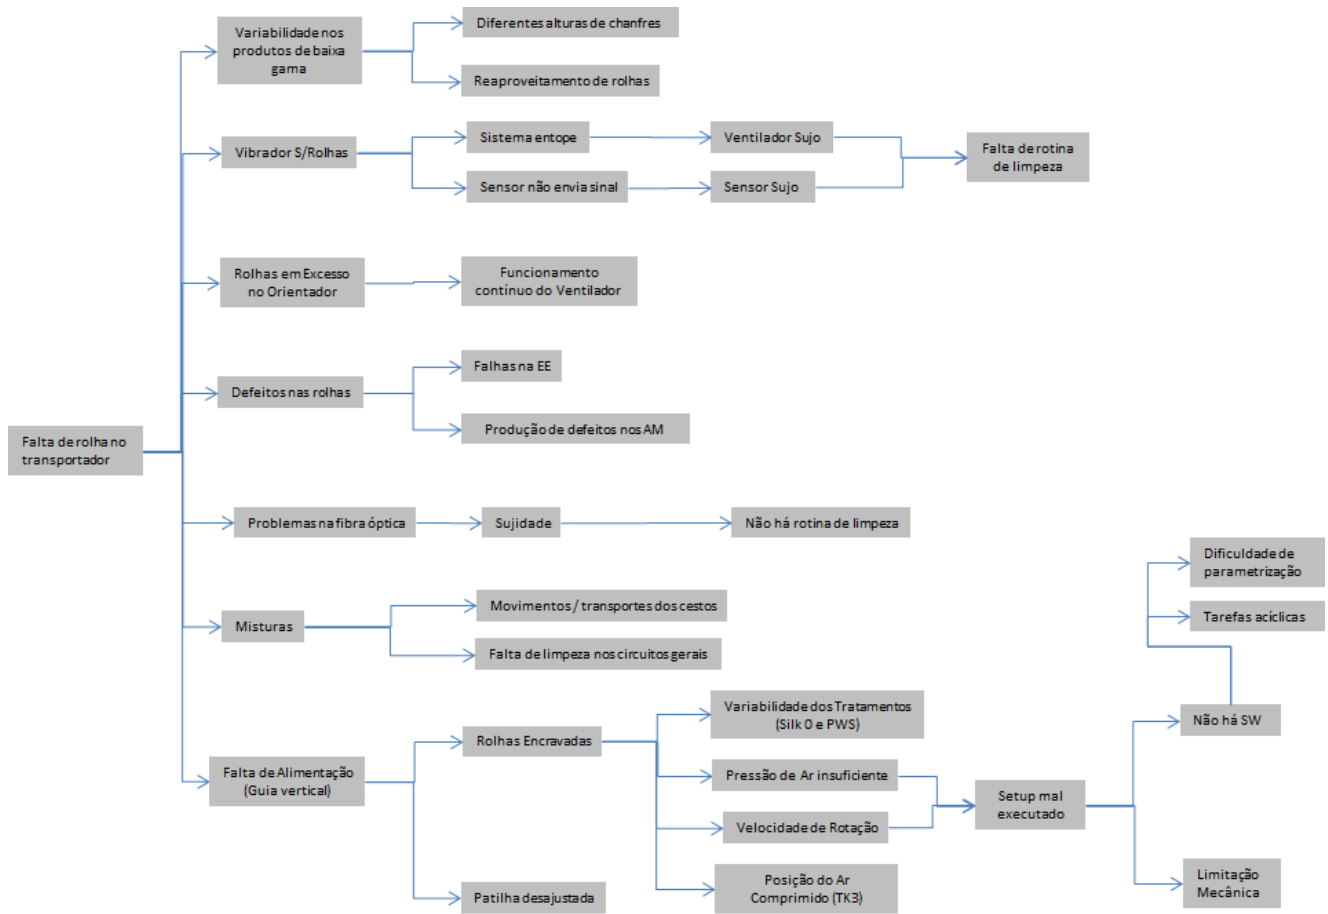 Falta de rolha no
transportador
Variabilidade nos
produtos de baixa
gama
Diferentes alturas de chanfres
Reaproveitamento de rolhas
Vibrador S/Rolhas
Sistema entope
Ventilador Sujo
Sensor não envia sinal
Sensor Sujo
Falta de rotina
de limpeza
Rolhas em Excesso
no Orientador
Funcionamento
contínuo do Ventilador
Defeitos nas rolhas
Falhas na EE
Produção de defeitos nos AM
Problemas na fibra óptica
Sujidade
Não há rotina de limpeza
Misturas
Movimentos / transportes dos cestos
Falta de limpeza nos circuitos gerais
Falta de Alimentação
(Guia vertical)
Rolhas Encravadas
Variabilidade dos Tratamentos
(Silk 0 e PWS)
Pressão de Ar insuficiente
Velocidade de Rotação
Posição do Ar
Comprimido (TK3)
Patilha desajustada
Setup mal
executado
Não há SW
Dificuldade de
parametrização
Tarefas acíclicas
Limitação
Mecânica